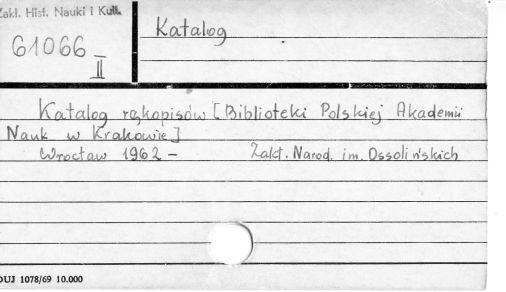 Zakł. Hist. Nauki i Kult.
61066
II
Katalog
Katalog rękopisów [Biblioteki Polskiej Akademii
Nauk w Krakowie]
Wrocław 1962 – Zakł. Narod. im. Ossolińskich
DUJ 1078/69 10.000